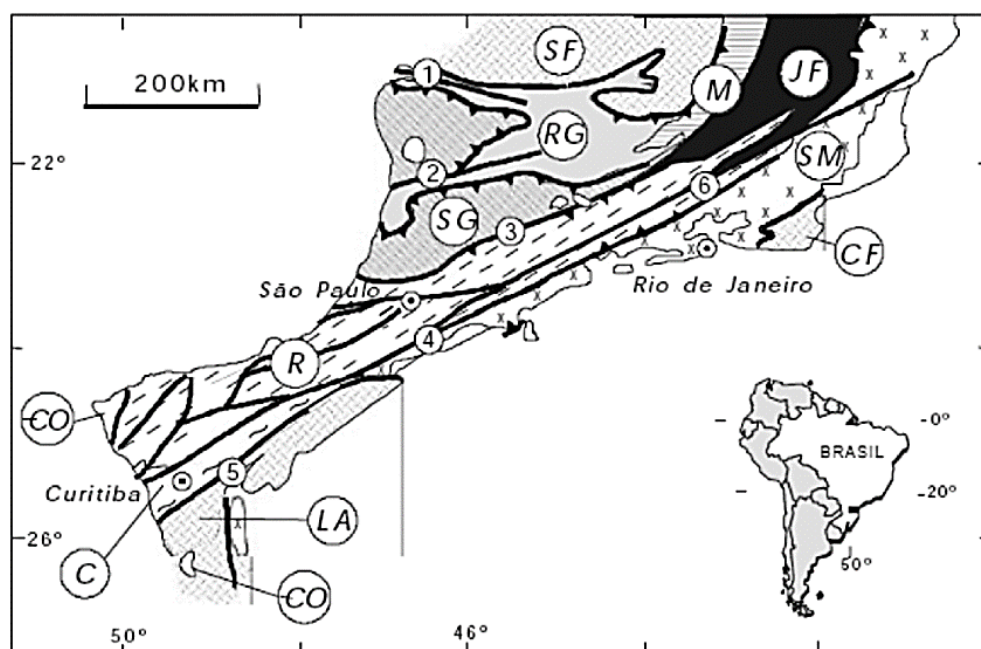 SF
1
JF
200km
M
RG
22°
2
SM
6
SG
3
CF
São Paulo
Rio de Janeiro
4
R
CO
-0°
BRASIL
5
Curitiba
-20°
LA
26°
50°
C
CO
50°
46°